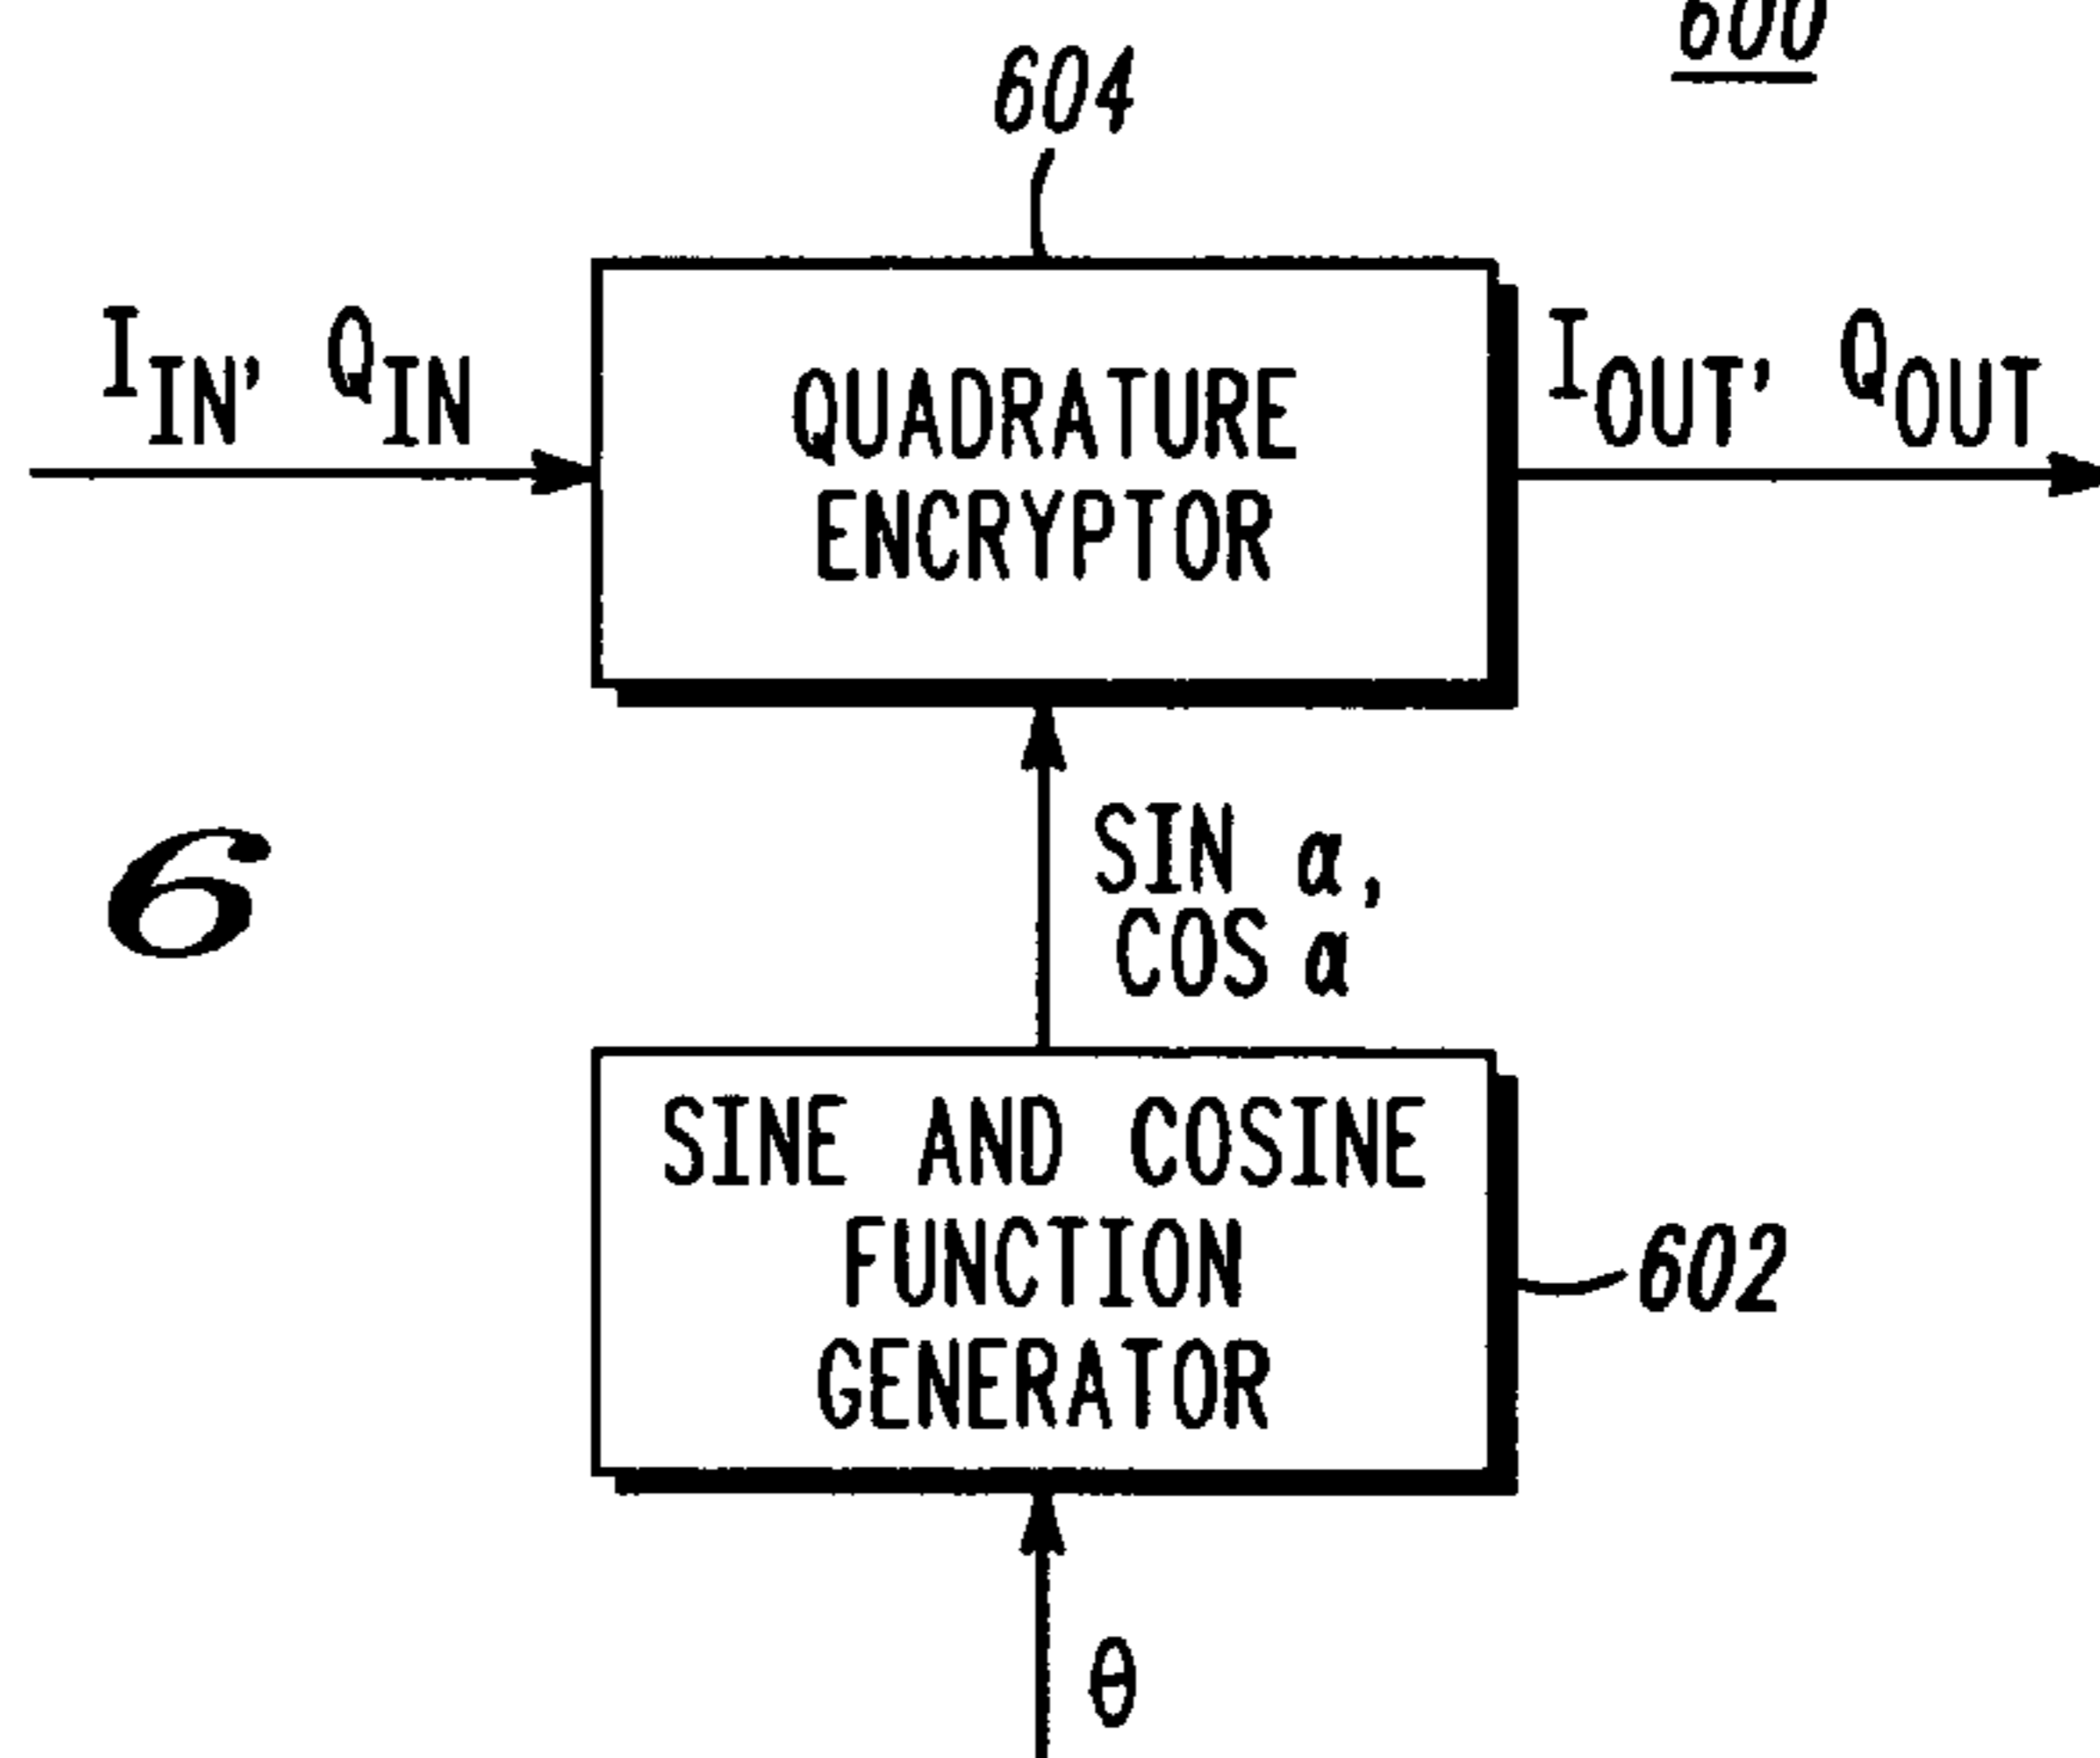 600
604
I_IN, Q_IN
I_OUT, Q_OUT
QUADRATURE
ENCRYPTOR
SIN α,
COS α
6
SINE AND COSINE
FUNCTION
GENERATOR
602
θ